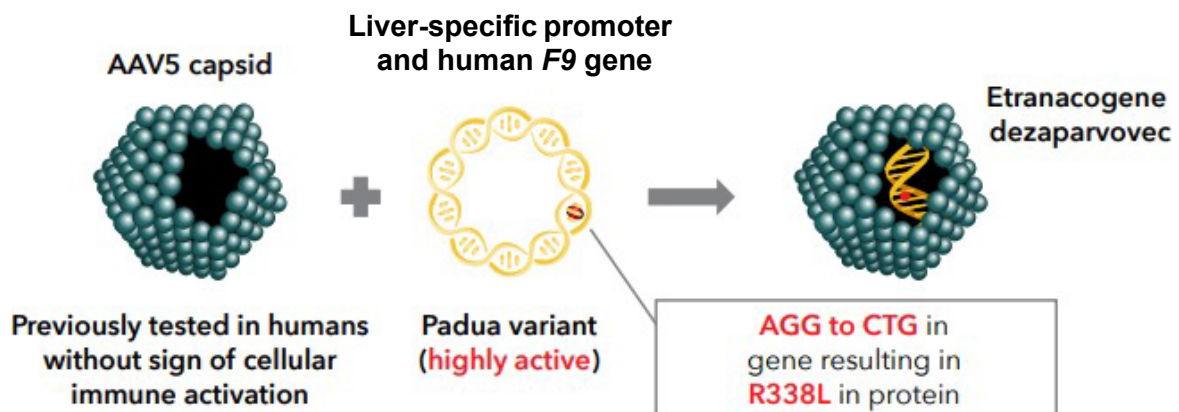 Liver-specific promoter
and human F9 gene
AAV5 capsid
Etranacogene
dezaparvovec
Previously tested in humans
without sign of cellular
immune activation
Padua variant
(highly active)
AGG to CTG in
gene resulting in
R338L in protein